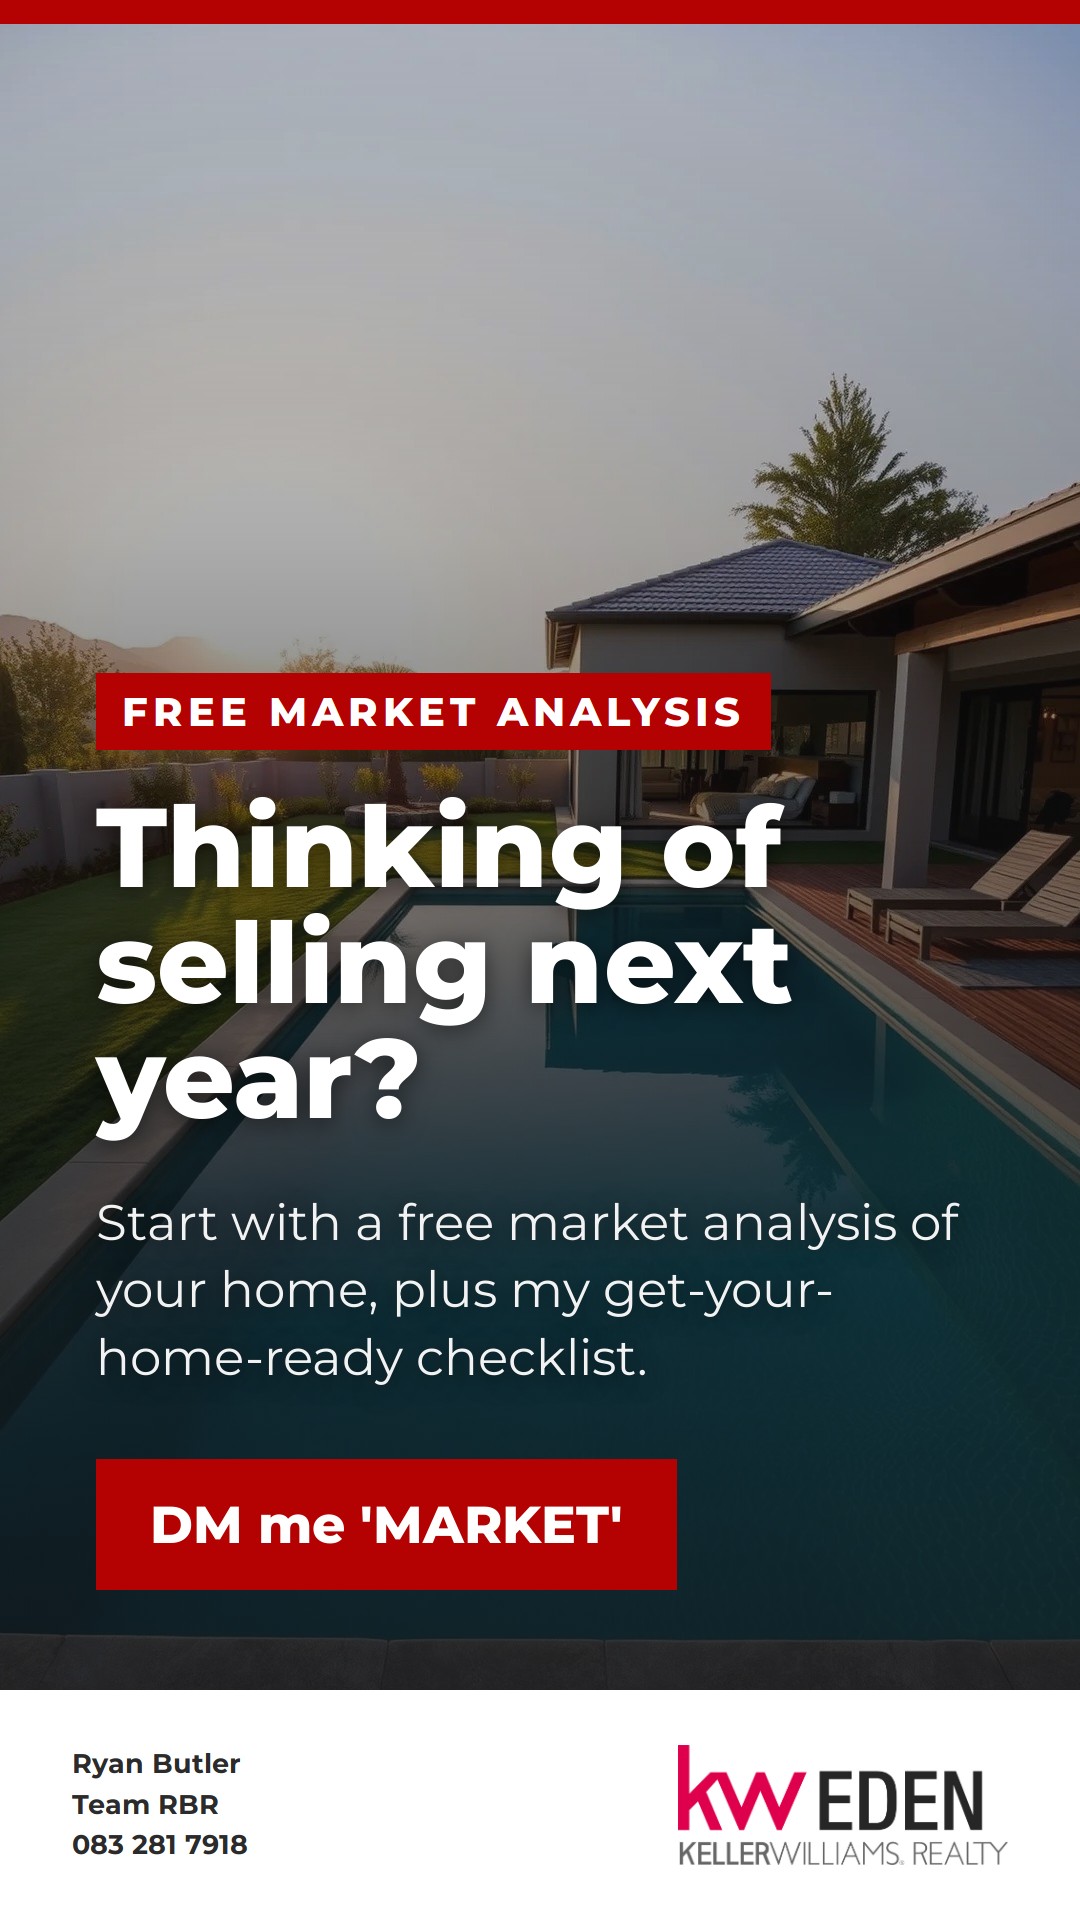 FREE MARKET ANALYSIS
Thinking of
selling next
year?
Start with a free market analysis of
your home, plus my get-your-
home-ready checklist.
DM me 'MARKET'
Ryan Butler
Team RBR
083 281 7918
kw EDEN
KELLERWILLIAMS. REALTY